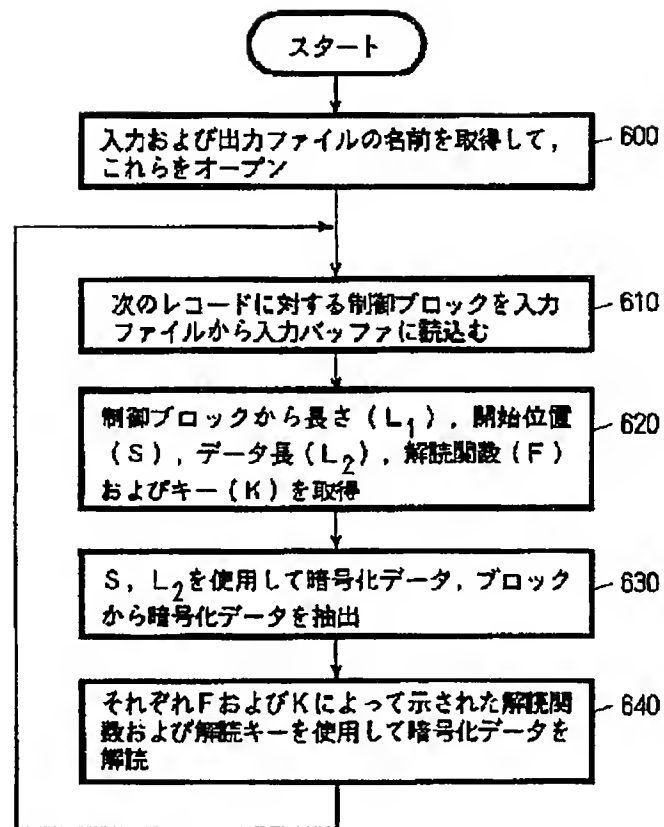 スタート
入力および出力ファイルの名前を取得して,
これらをオープン
600
次のレコードに対する制御ブロックを入力
ファイルから入力バッファに読込む
610
制御ブロックから長さ(L₁),開始位置
(S),データ長(L₂),解読関数(F)
およびキー(K)を取得
620
S,L₂を使用して暗号化データ,ブロック
から暗号化データを抽出
630
それぞれFおよびKによって示された解読関
数および解読キーを使用して暗号化データを
解読
640